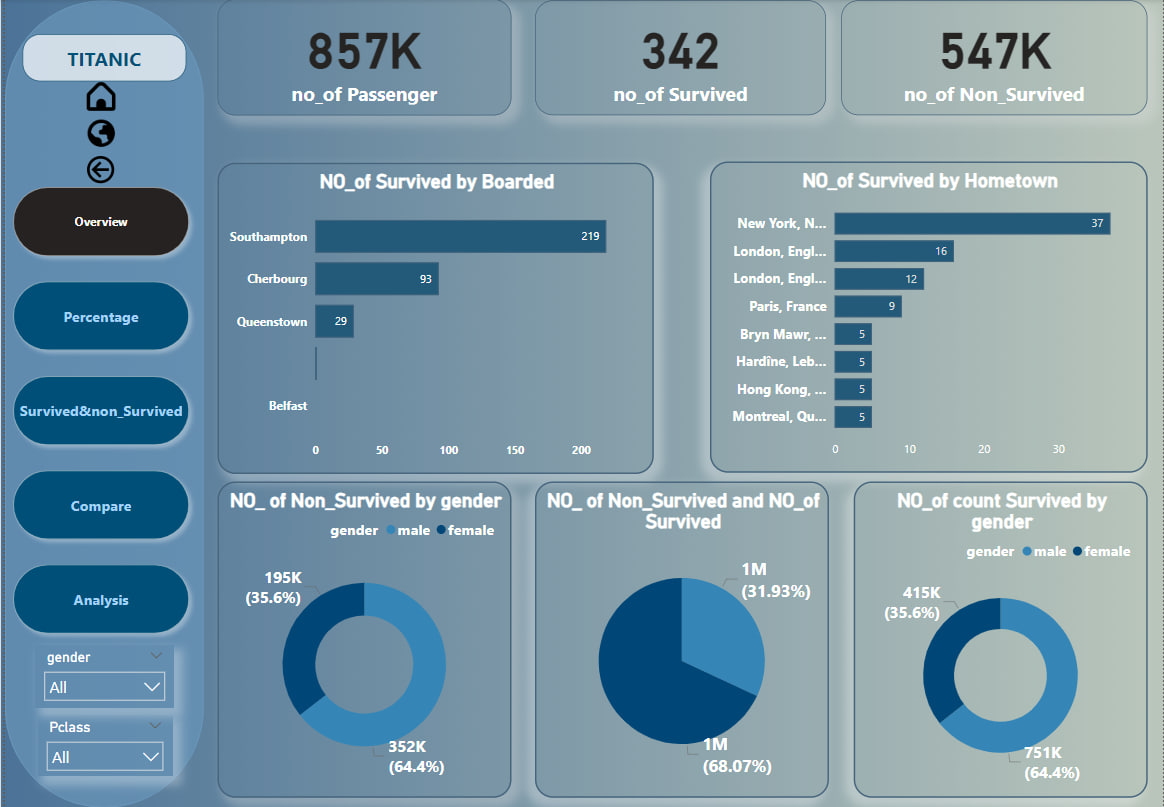 TITANIC
Overview
Percentage
Survived&non_Survived
Compare
Analysis
gender
All
Pclass
All
857K
no_of Passenger
342
no_of Survived
547K
no_of Non_Survived
NO_of Survived by Boarded
Southampton
219
Cherbourg
93
Queenstown
29
Belfast
0 50 100 150 200
NO_of Survived by Hometown
New York, N...
37
London, Engl...
16
London, Engl...
12
Paris, France
9
Bryn Mawr, ...
5
Hardîne, Leb...
5
Hong Kong, ...
5
Montreal, Qu...
5
0 10 20 30
NO_ of Non_Survived by gender
gender male female
195K
(35.6%)
352K
(64.4%)
NO_ of Non_Survived and NO_of
Survived
1M
(31.93%)
1M
(68.07%)
NO_of count Survived by
gender
gender male female
415K
(35.6%)
751K
(64.4%)